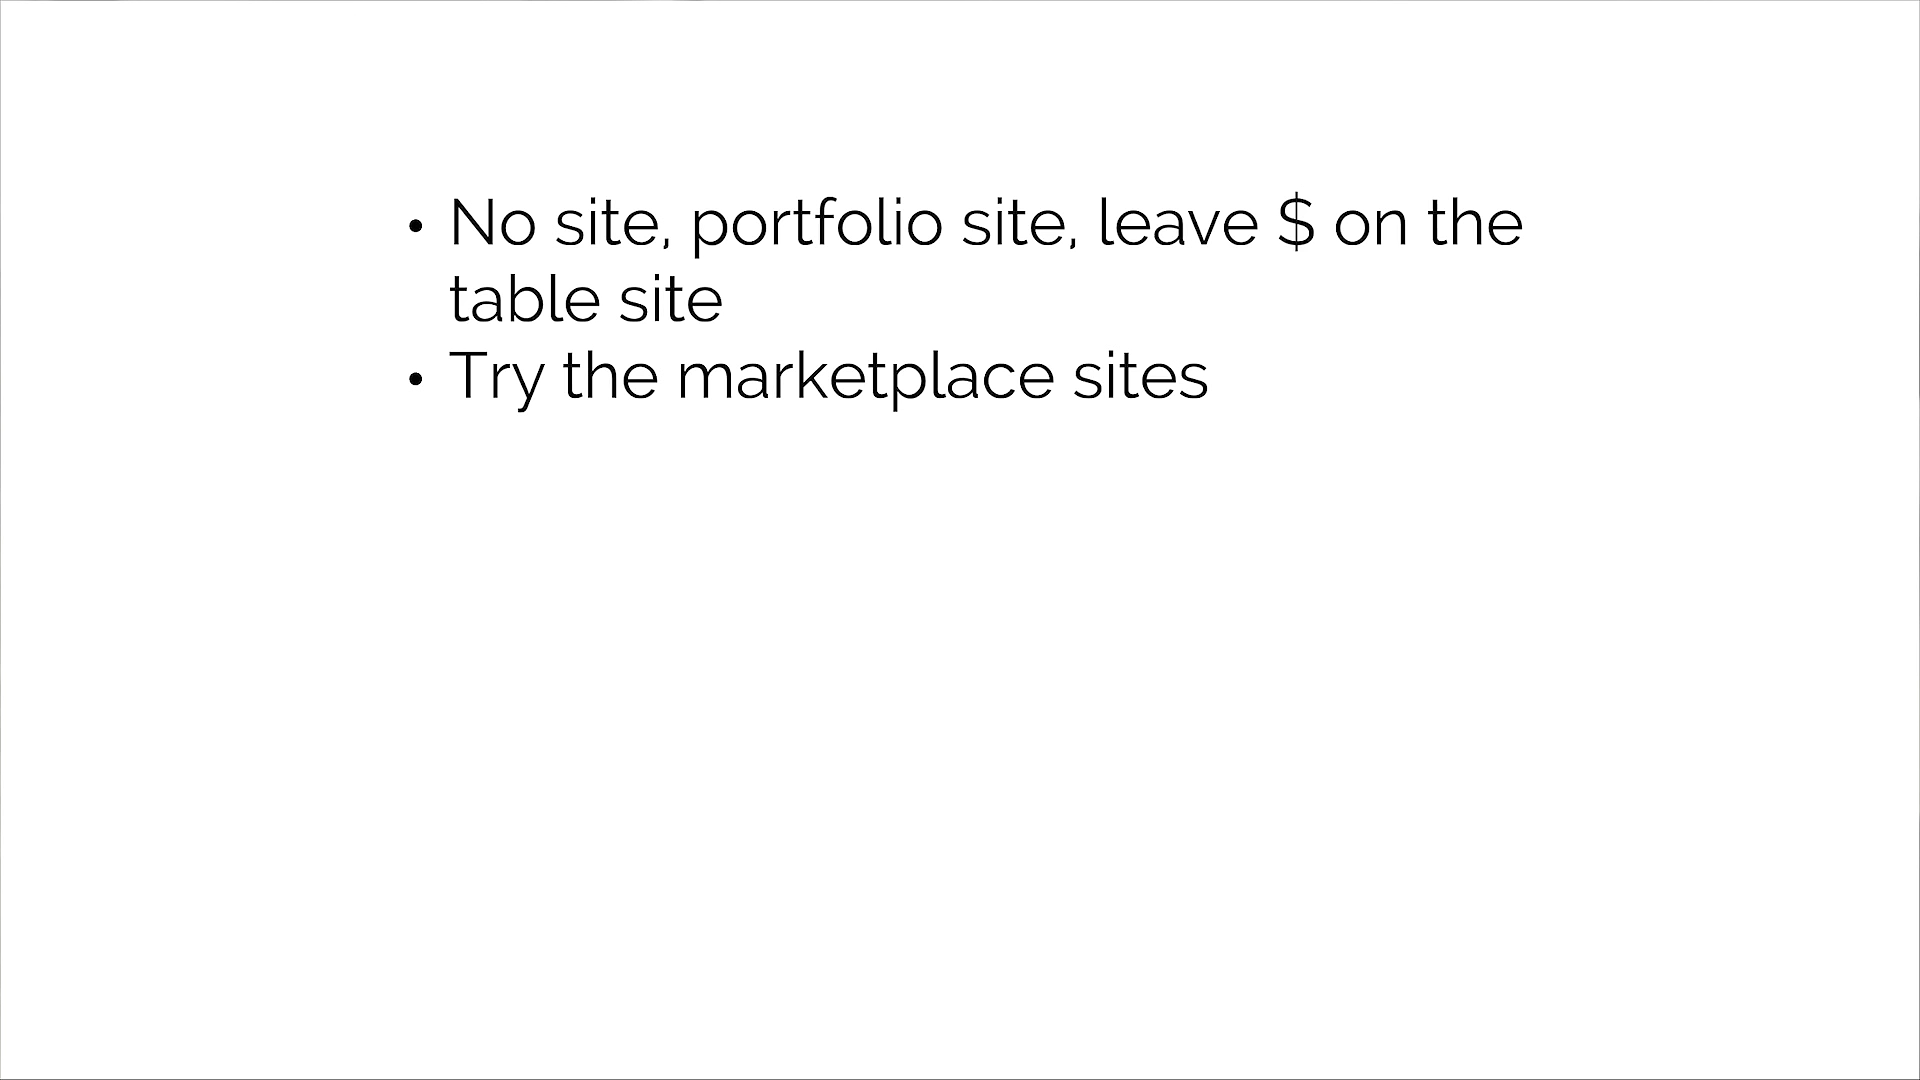 • No site, portfolio site, leave $ on the
table site
• Try the marketplace sites